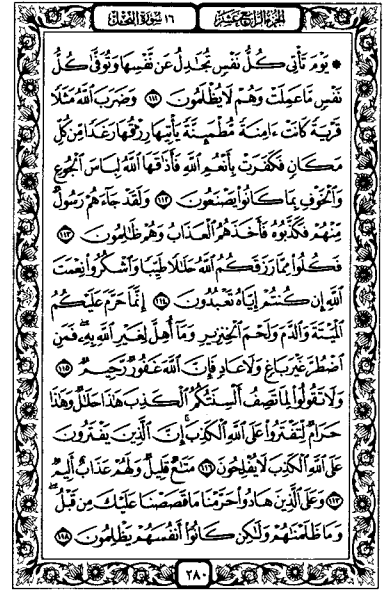 الجزء الرابع عشر ١٦ سورة النحل
۞ يَوْمَ تَأْتِى كُلُّ نَفْسٍ تُجَٰدِلُ عَن نَّفْسِهَا وَتُوَفَّىٰ كُلُّ
نَفْسٍ مَّا عَمِلَتْ وَهُمْ لَا يُظْلَمُونَ ١١١ وَضَرَبَ ٱللَّهُ مَثَلًا
قَرْيَةً كَانَتْ ءَامِنَةً مُّطْمَئِنَّةً يَأْتِيهَا رِزْقُهَا رَغَدًا مِّن كُلِّ
مَكَانٍ فَكَفَرَتْ بِأَنْعُمِ ٱللَّهِ فَأَذَٰقَهَا ٱللَّهُ لِبَاسَ ٱلْجُوعِ
وَٱلْخَوْفِ بِمَا كَانُوا۟ يَصْنَعُونَ ١١٢ وَلَقَدْ جَآءَهُمْ رَسُولٌ
مِّنْهُمْ فَكَذَّبُوهُ فَأَخَذَهُمُ ٱلْعَذَابُ وَهُمْ ظَٰلِمُونَ ١١٣
فَكُلُوا۟ مِمَّا رَزَقَكُمُ ٱللَّهُ حَلَٰلًا طَيِّبًا وَٱشْكُرُوا۟ نِعْمَتَ
ٱللَّهِ إِن كُنتُمْ إِيَّاهُ تَعْبُدُونَ ١١٤ إِنَّمَا حَرَّمَ عَلَيْكُمُ
ٱلْمَيْتَةَ وَٱلدَّمَ وَلَحْمَ ٱلْخِنزِيرِ وَمَآ أُهِلَّ لِغَيْرِ ٱللَّهِ بِهِۦ ۖ فَمَنِ
ٱضْطُرَّ غَيْرَ بَاغٍ وَلَا عَادٍ فَإِنَّ ٱللَّهَ غَفُورٌ رَّحِيمٌ ١١٥
وَلَا تَقُولُوا۟ لِمَا تَصِفُ أَلْسِنَتُكُمُ ٱلْكَذِبَ هَٰذَا حَلَٰلٌ وَهَٰذَا
حَرَامٌ لِّتَفْتَرُوا۟ عَلَى ٱللَّهِ ٱلْكَذِبَ ۚ إِنَّ ٱلَّذِينَ يَفْتَرُونَ
عَلَى ٱللَّهِ ٱلْكَذِبَ لَا يُفْلِحُونَ ١١٦ مَتَٰعٌ قَلِيلٌ وَلَهُمْ عَذَابٌ أَلِيمٌ
١١٧ وَعَلَى ٱلَّذِينَ هَادُوا۟ حَرَّمْنَا مَا قَصَصْنَا عَلَيْكَ مِن قَبْلُ ۖ
وَمَا ظَلَمْنَٰهُمْ وَلَٰكِن كَانُوٓا۟ أَنفُسَهُمْ يَظْلِمُونَ ١١٨
٢٨٠